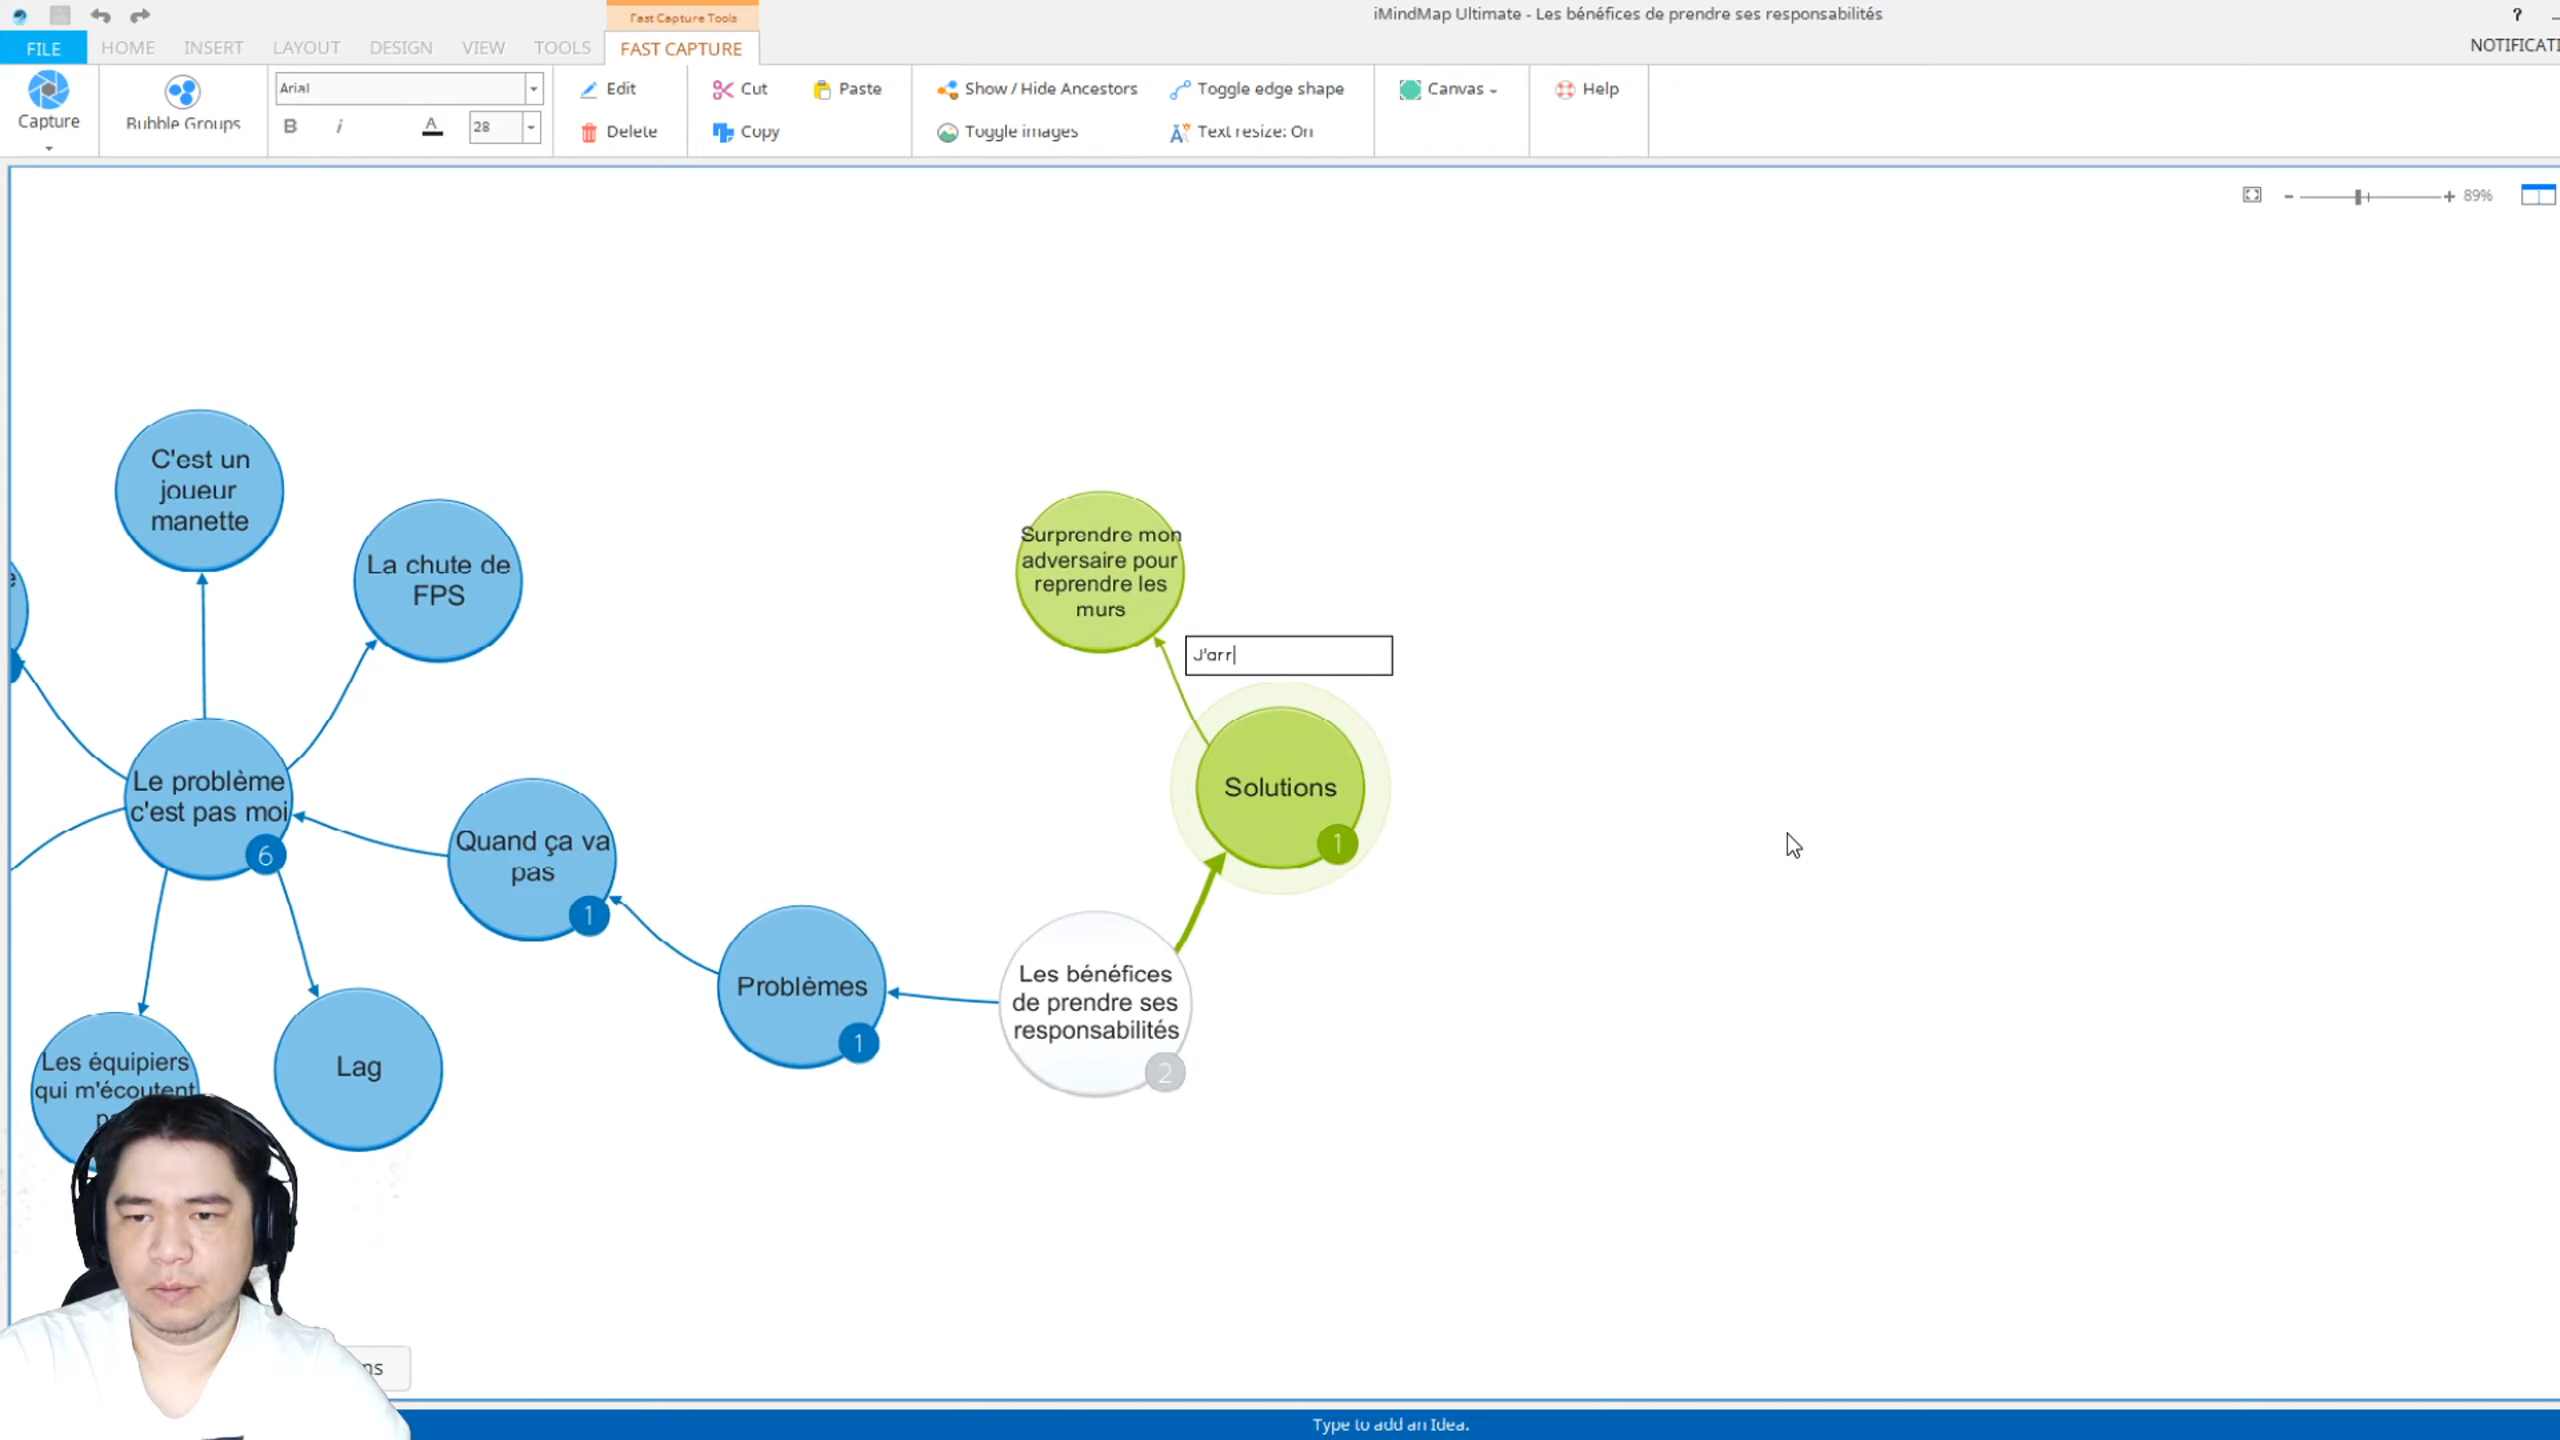 Fast Capture Tools
iMindMap Ultimate - Les bénéfices de prendre ses responsabilités
?
FILE
HOME
INSERT
LAYOUT
DESIGN
VIEW
TOOLS
FAST CAPTURE
NOTIFICATI
Capture
Bubble Groups
Arial
B
i
A
28
Edit
Delete
Cut
Copy
Paste
Show / Hide Ancestors
Toggle images
Toggle edge shape
Text resize: On
Canvas
Help
89%
C'est un
joueur
manette
La chute de
FPS
e
Le problème
c'est pas moi
6
Quand ça va
pas
1
Problèmes
1
Les équipiers
qui m'écoutent
Lag
Surprendre mon
adversaire pour
reprendre les
murs
J'arr
Solutions
1
Les bénéfices
de prendre ses
responsabilités
2
ns
Type to add an Idea.